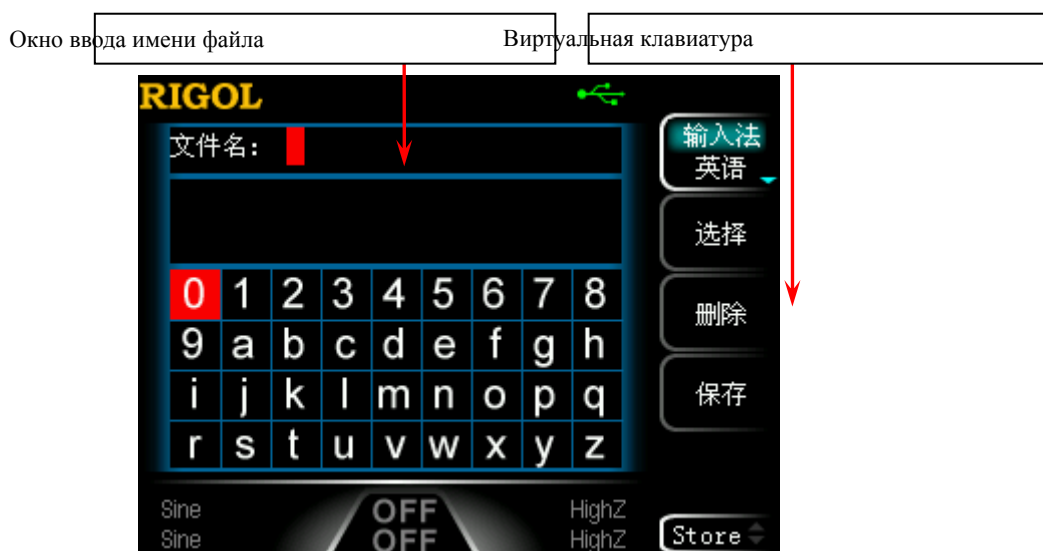 Окно ввода имени файла
Виртуальная клавиатура
RIGOL
文件名：
输入法
英语
选择
删除
保存
0 1 2 3 4 5 6 7 8
9 a b c d e f g h
i j k l m n o p q
r s t u v w x y z
Sine OFF HighZ
Sine OFF HighZ
Store